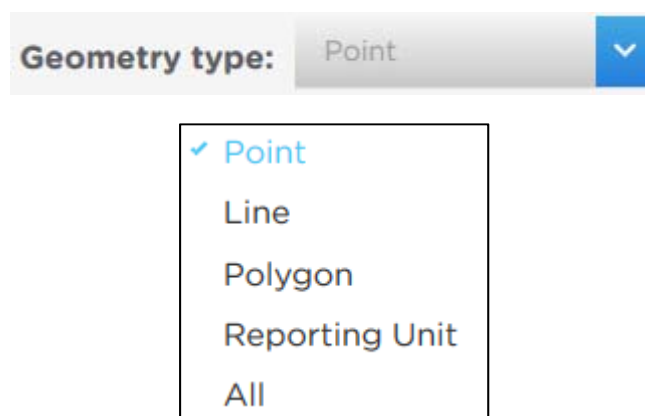 Geometry type: Point
Point
Line
Polygon
Reporting Unit
All